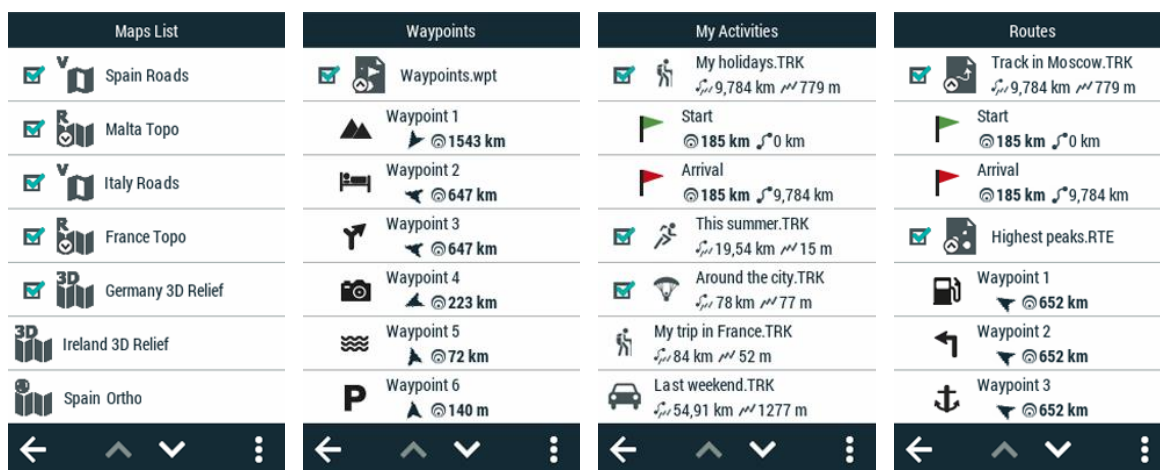 Maps List
V
Spain Roads
R
Malta Topo
V
Italy Roads
R
France Topo
3D
Germany 3D Relief
3D
Ireland 3D Relief
Spain Ortho
Waypoints
Waypoints.wpt
Waypoint 1
1543 km
Waypoint 2
647 km
Waypoint 3
647 km
Waypoint 4
223 km
Waypoint 5
72 km
P
Waypoint 6
140 m
My Activities
My holidays.TRK
9,784 km 779 m
Start
185 km 0 km
Arrival
185 km 9,784 km
This summer.TRK
19,54 km 15 m
Around the city.TRK
78 km 77 m
My trip in France.TRK
84 km 52 m
Last weekend.TRK
54,91 km 1277 m
Routes
Track in Moscow.TRK
9,784 km 779 m
Start
185 km 0 km
Arrival
185 km 9,784 km
Highest peaks.RTE
Waypoint 1
652 km
Waypoint 2
652 km
Waypoint 3
652 km